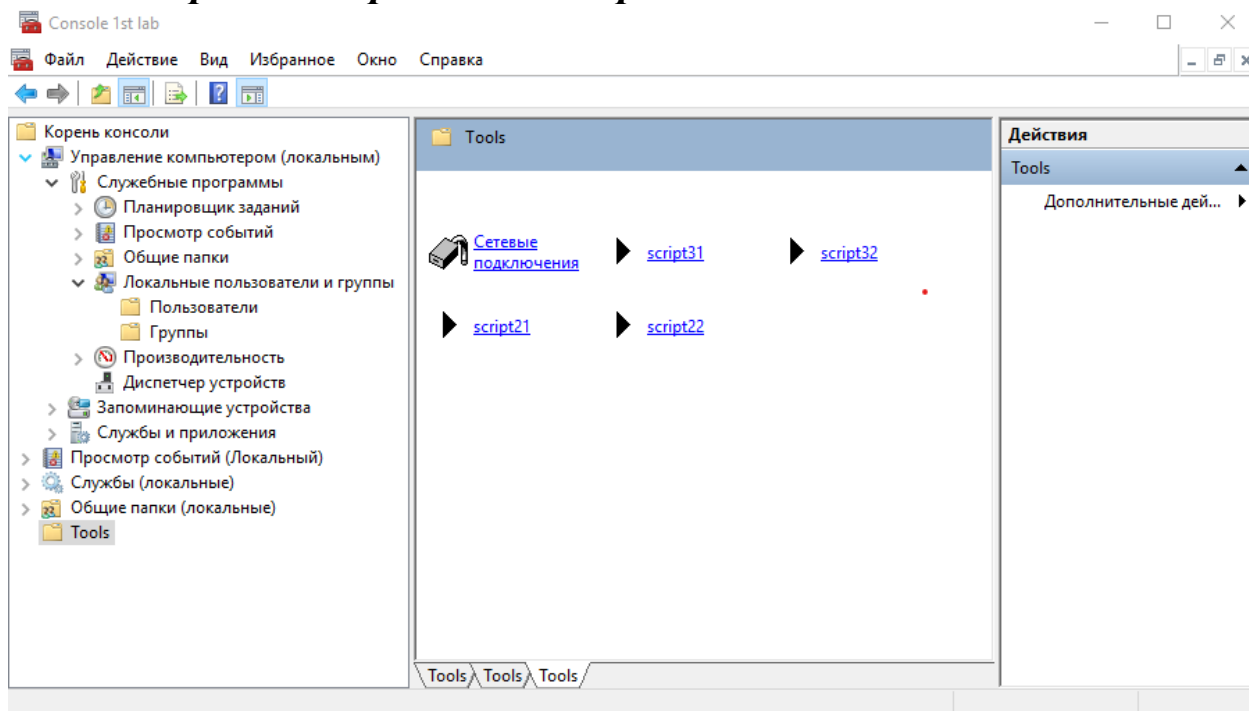 Console 1st lab
Файл Действие Вид Избранное Окно Справка
Корень консоли
Управление компьютером (локальным)
Служебные программы
Планировщик заданий
Просмотр событий
Общие папки
Локальные пользователи и группы
Пользователи
Группы
Производительность
Диспетчер устройств
Запоминающие устройства
Службы и приложения
Просмотр событий (Локальный)
Службы (локальные)
Общие папки (локальные)
Tools
Tools
Сетевые
подключения
script31
script32
script21
script22
Tools Tools Tools
Действия
Tools
Дополнительные дей...